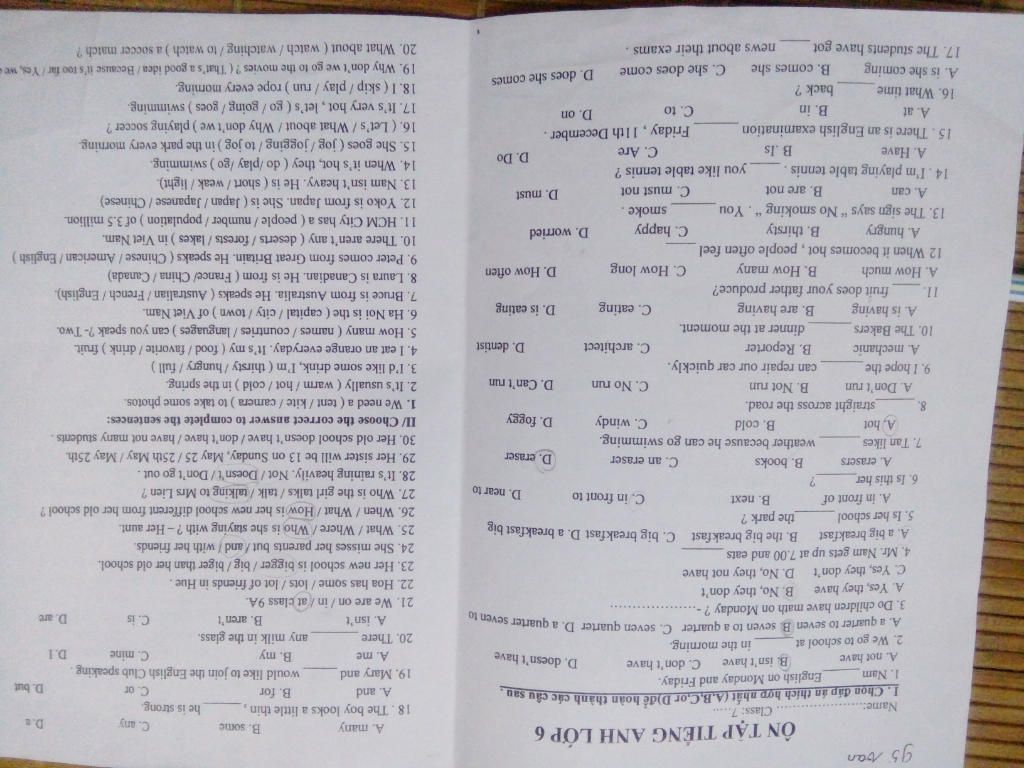 ÔN TẬP TIẾNG ANH LỚP 6
Name:.................... Class: 7.....
I . Chọn đáp án thích hợp nhất (A,B,C,or D)để hoàn thành các câu sau .
1. Nam _____ English on Monday and Friday.
A. not have B. isn't have C. don't have D. doesn't have
2. We go to school at _____ in the morning.
A. a quarter to seven B. seven to a quarter C. seven quarter D. a quarter seven to
3. Do children have math on Monday ? -....................
A. Yes, they have B. No, they don't
C. Yes, they don't D. No, they not have
4. Mr. Nam gets up at 7.00 and eats _____
A. a big breakfast B. the big breakfast C. big breakfast D. a breakfast big
5. Is her school _____the park ?
A. in front of B. next C. in front to D. near to
6. Is this her _____ ?
A. erasers B. books C. an eraser D. eraser
7. Tan likes _____ weather because he can go swimming.
A. hot B. cold C. windy D. foggy
8. _____straight across the road.
A. Don't run B. Not run C. No run D. Can't run
9. I hope the _____ can repair our car quickly.
A. mechanic B. Reporter C. architect D. dentist
10. The Bakers _____ dinner at the moment.
A. is having B. are having C. eating D. is eating
11. _____ fruit does your father produce?
A. How much B. How many C. How long D. How often
12 When it becomes hot , people often feel _____
A. hungry B. thirsty C. happy D. worried
13. The sign says “ No smoking “ . You _____ smoke .
A. can B. are not C. must not D. must
14 . I'm playing table tennis . _____ you like table tennis ?
A. Have B .Is C. Are D. Do
15 . There is an English examination _____ Friday , 11th December .
A. at B. in C. to D. on
16. What time _____ back ?
A. is she coming B. comes she C. she does come D. does she comes
17. The students have got _____ news about their exams .
A. many B. some C. any D. a
18 . The boy looks a little thin , _____ he is strong.
A. and B. for C. or D. but
19. Mary and _____ would like to join the English Club speaking .
A. me B. my C. mine D. I
20. There _____ any milk in the glass.
A. isn't B. aren't C. is D. are
21. We are on / in / at class 9A.
22. Hoa has some / lots / lot of friends in Hue .
23. Her new school is bigger / big / bigger than her old school.
24. She misses her parents but / and / with her friends.
25. What / Where / Who is she staying with ? – Her aunt.
26. When / What / How is her new school different from her old school ?
27. Who is the girl talks / talk / talking to Mrs Lien ?
28. It's raining heavily. Not / Doesn't / Don't go out .
29. Her sister will be 13 on Sunday, May 25 / 25th May / May 25th.
30. Her old school doesn't have / don't have / have not many students .
II/ Choose the correct answer to complete the sentences:
1. We need a ( tent / kite / camera ) to take some photos.
2. It's usually ( warm / hot / cold ) in the spring.
3. I'd like some drink, I'm ( thirsty / hungry / full )
4. I eat an orange everyday. It's my ( food / favorite / drink ) fruit.
5. How many ( names / countries / languages ) can you speak ?- Two.
6. Ha Noi is the ( capital / city / town ) of Viet Nam.
7. Bruce is from Australia. He speaks ( Australian / French / English).
8. Laura is Canadian. He is from ( France/ China / Canada)
9. Peter comes from Great Britain. He speaks ( Chinese / American / English )
10. There aren't any ( deserts / forests / lakes ) in Viet Nam.
11. HCM City has a ( people / number / population ) of 3.5 million.
12. Yoko is from Japan. She is ( Japan / Japanese / Chinese)
13. Nam isn't heavy. He is ( short / weak / light).
14. When it's hot, they ( do /play /go ) swimming.
15. She goes ( jog / jogging / to jog ) in the park every morning.
16. ( Let's / What about / Why don't we ) playing soccer ?
17. It's very hot , let's ( go / going / goes ) swimming.
18. I ( skip / play / run ) rope every morning.
19. Why don't we go to the movies ? ( That's a good idea / Because it's too far / Yes, we
20. What about ( watch / watching / to watch ) a soccer match ?